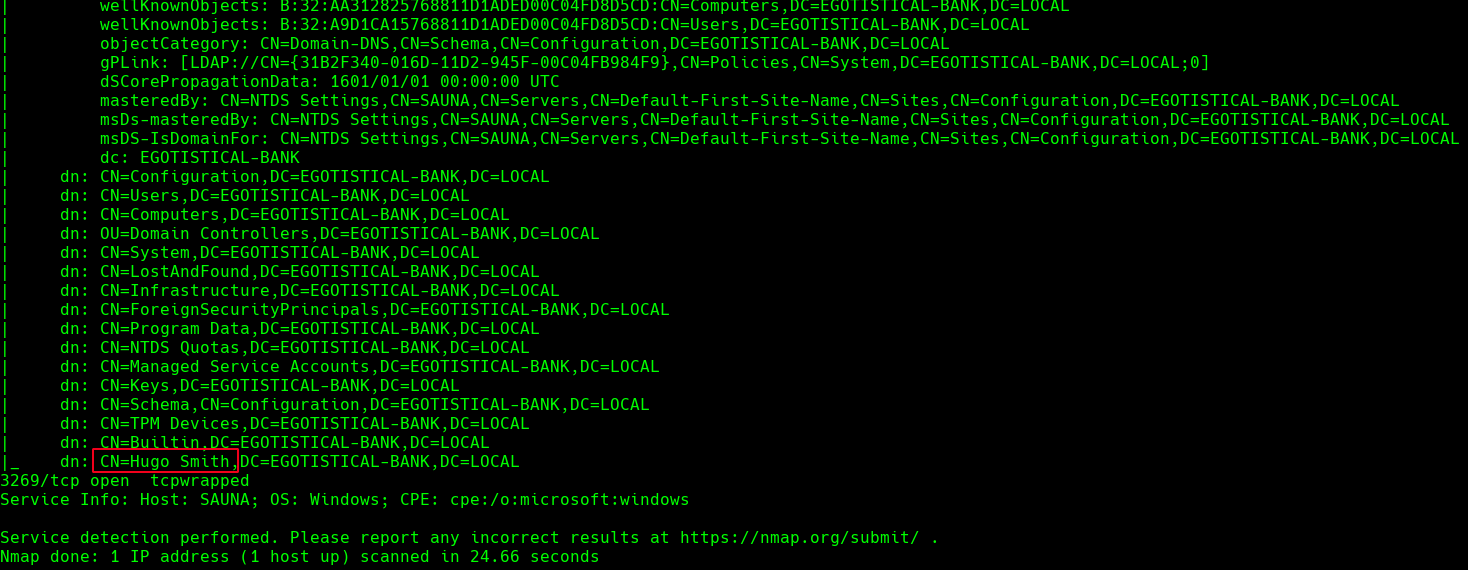 | wellKnownObjects: B:32:AA312825768811D1ADED00C04FD8D5CD:CN=Computers,DC=EGOTISTICAL-BANK,DC=LOCAL
| wellKnownObjects: B:32:A9D1CA15768811D1ADED00C04FD8D5CD:CN=Users,DC=EGOTISTICAL-BANK,DC=LOCAL
| objectCategory: CN=Domain-DNS,CN=Schema,CN=Configuration,DC=EGOTISTICAL-BANK,DC=LOCAL
| gPLink: [LDAP://CN={31B2F340-016D-11D2-945F-00C04FB984F9},CN=Policies,CN=System,DC=EGOTISTICAL-BANK,DC=LOCAL;0]
| dSCorePropagationData: 1601/01/01 00:00:00 UTC
| masteredBy: CN=NTDS Settings,CN=SAUNA,CN=Servers,CN=Default-First-Site-Name,CN=Sites,CN=Configuration,DC=EGOTISTICAL-BANK,DC=LOCAL
| msDs-masteredBy: CN=NTDS Settings,CN=SAUNA,CN=Servers,CN=Default-First-Site-Name,CN=Sites,CN=Configuration,DC=EGOTISTICAL-BANK,DC=LOCAL
| msDS-IsDomainFor: CN=NTDS Settings,CN=SAUNA,CN=Servers,CN=Default-First-Site-Name,CN=Sites,CN=Configuration,DC=EGOTISTICAL-BANK,DC=LOCAL
| dc: EGOTISTICAL-BANK
| dn: CN=Configuration,DC=EGOTISTICAL-BANK,DC=LOCAL
| dn: CN=Users,DC=EGOTISTICAL-BANK,DC=LOCAL
| dn: CN=Computers,DC=EGOTISTICAL-BANK,DC=LOCAL
| dn: OU=Domain Controllers,DC=EGOTISTICAL-BANK,DC=LOCAL
| dn: CN=System,DC=EGOTISTICAL-BANK,DC=LOCAL
| dn: CN=LostAndFound,DC=EGOTISTICAL-BANK,DC=LOCAL
| dn: CN=Infrastructure,DC=EGOTISTICAL-BANK,DC=LOCAL
| dn: CN=ForeignSecurityPrincipals,DC=EGOTISTICAL-BANK,DC=LOCAL
| dn: CN=Program Data,DC=EGOTISTICAL-BANK,DC=LOCAL
| dn: CN=NTDS Quotas,DC=EGOTISTICAL-BANK,DC=LOCAL
| dn: CN=Managed Service Accounts,DC=EGOTISTICAL-BANK,DC=LOCAL
| dn: CN=Keys,DC=EGOTISTICAL-BANK,DC=LOCAL
| dn: CN=Schema,CN=Configuration,DC=EGOTISTICAL-BANK,DC=LOCAL
| dn: CN=TPM Devices,DC=EGOTISTICAL-BANK,DC=LOCAL
| dn: CN=Builtin,DC=EGOTISTICAL-BANK,DC=LOCAL
|_ dn: CN=Hugo Smith,DC=EGOTISTICAL-BANK,DC=LOCAL
3269/tcp open tcpwrapped
Service Info: Host: SAUNA; OS: Windows; CPE: cpe:/o:microsoft:windows
Service detection performed. Please report any incorrect results at https://nmap.org/submit/ .
Nmap done: 1 IP address (1 host up) scanned in 24.66 seconds